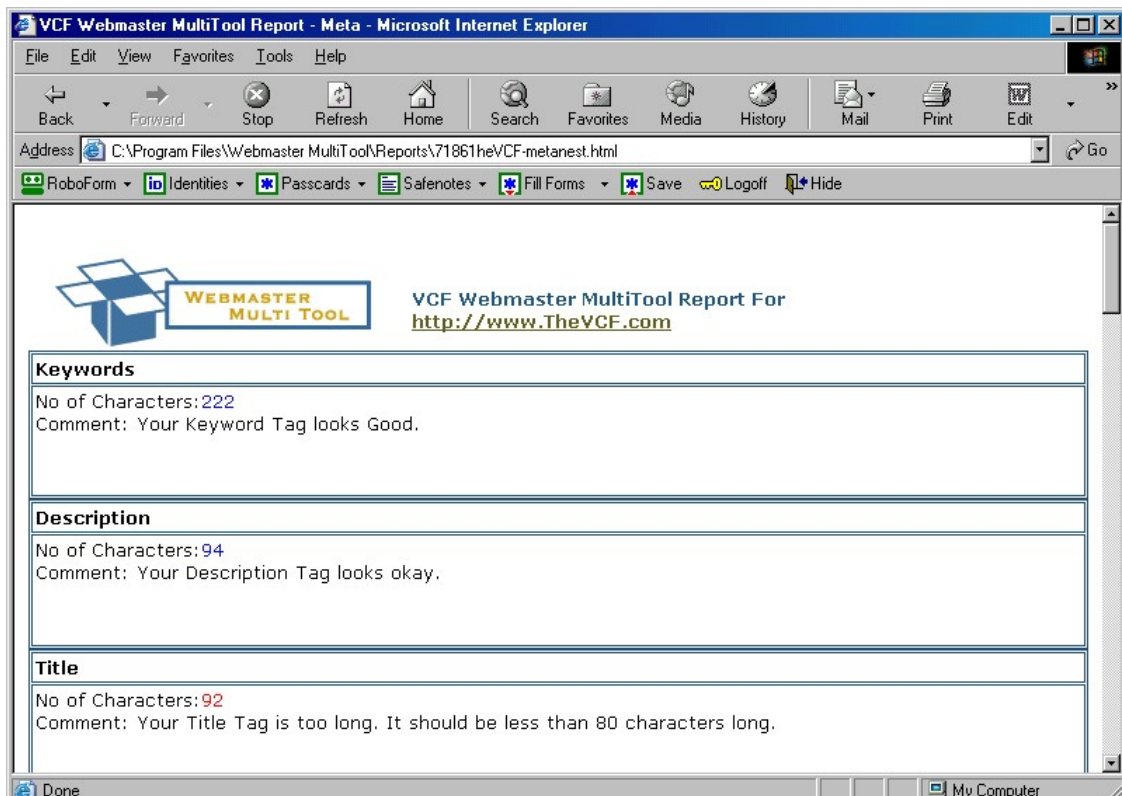 VCF Webmaster MultiTool Report - Meta - Microsoft Internet Explorer
File Edit View Favorites Tools Help
Back Forward Stop Refresh Home Search Favorites Media History Mail Print Edit »
Address C:\Program Files\Webmaster MultiTool\Reports\71861heVCF-metanest.html Go
RoboForm Identities Passcards Safenotes Fill Forms Save Logoff Hide
WEBMASTER
MULTI TOOL
VCF Webmaster MultiTool Report For
http://www.TheVCF.com
Keywords
No of Characters:222
Comment: Your Keyword Tag looks Good.
Description
No of Characters:94
Comment: Your Description Tag looks okay.
Title
No of Characters:92
Comment: Your Title Tag is too long. It should be less than 80 characters long.
Done My Computer